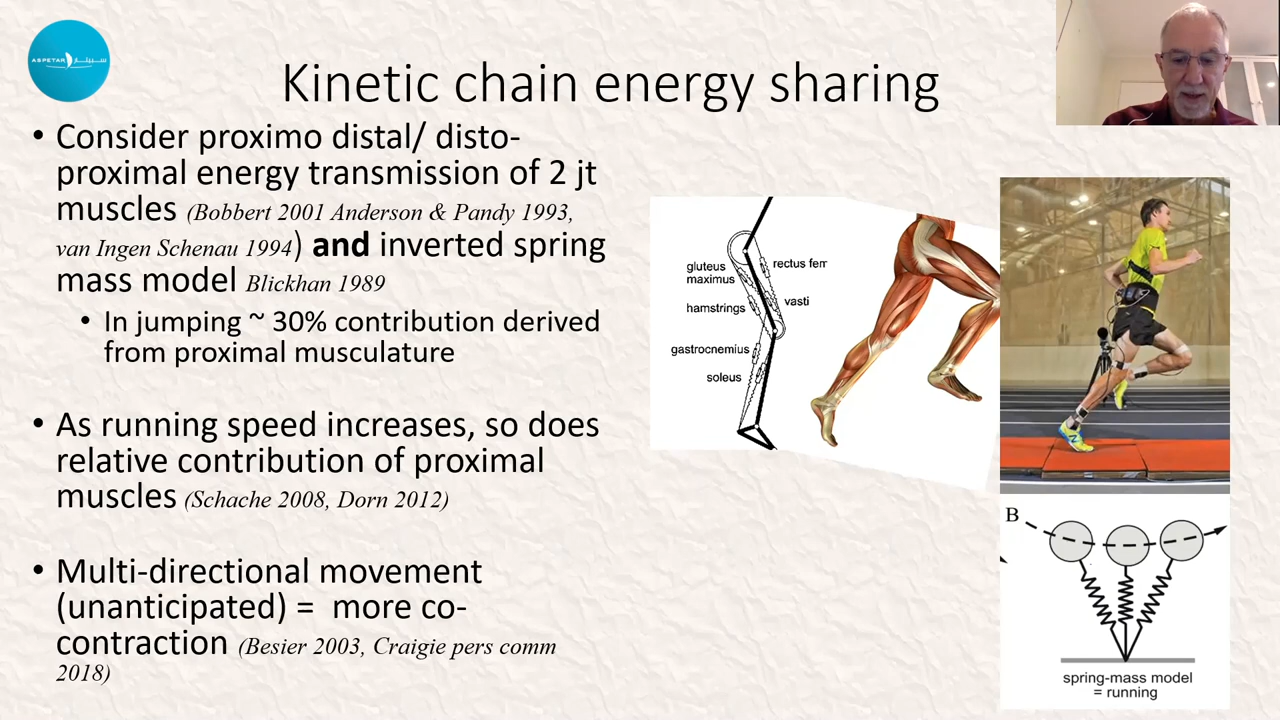 ASPETAR سبيتار
Kinetic chain energy sharing
• Consider proximo distal/ disto-
proximal energy transmission of 2 jt
muscles (Bobbert 2001 Anderson & Pandy 1993,
van Ingen Schenau 1994) and inverted spring
mass model Blickhan 1989
• In jumping ~ 30% contribution derived
from proximal musculature
• As running speed increases, so does
relative contribution of proximal
muscles (Schache 2008, Dorn 2012)
• Multi-directional movement
(unanticipated) = more co-
contraction (Besier 2003, Craigie pers comm
2018)
gluteus
maximus
rectus fem
hamstrings
vasti
gastrocnemius
soleus
B
spring-mass model
= running